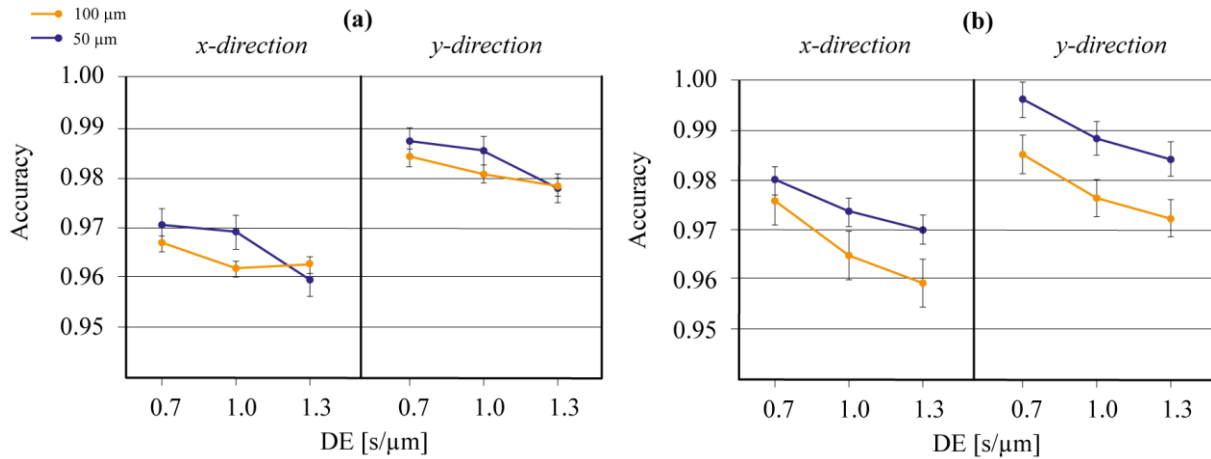 100 µm
50 µm
(a)
x-direction
y-direction
1.00
0.99
0.98
0.97
0.96
0.95
Accuracy
0.7
1.0
1.3
0.7
1.0
1.3
DE [s/µm]
(b)
x-direction
y-direction
1.00
0.99
0.98
0.97
0.96
0.95
Accuracy
0.7
1.0
1.3
0.7
1.0
1.3
DE [s/µm]